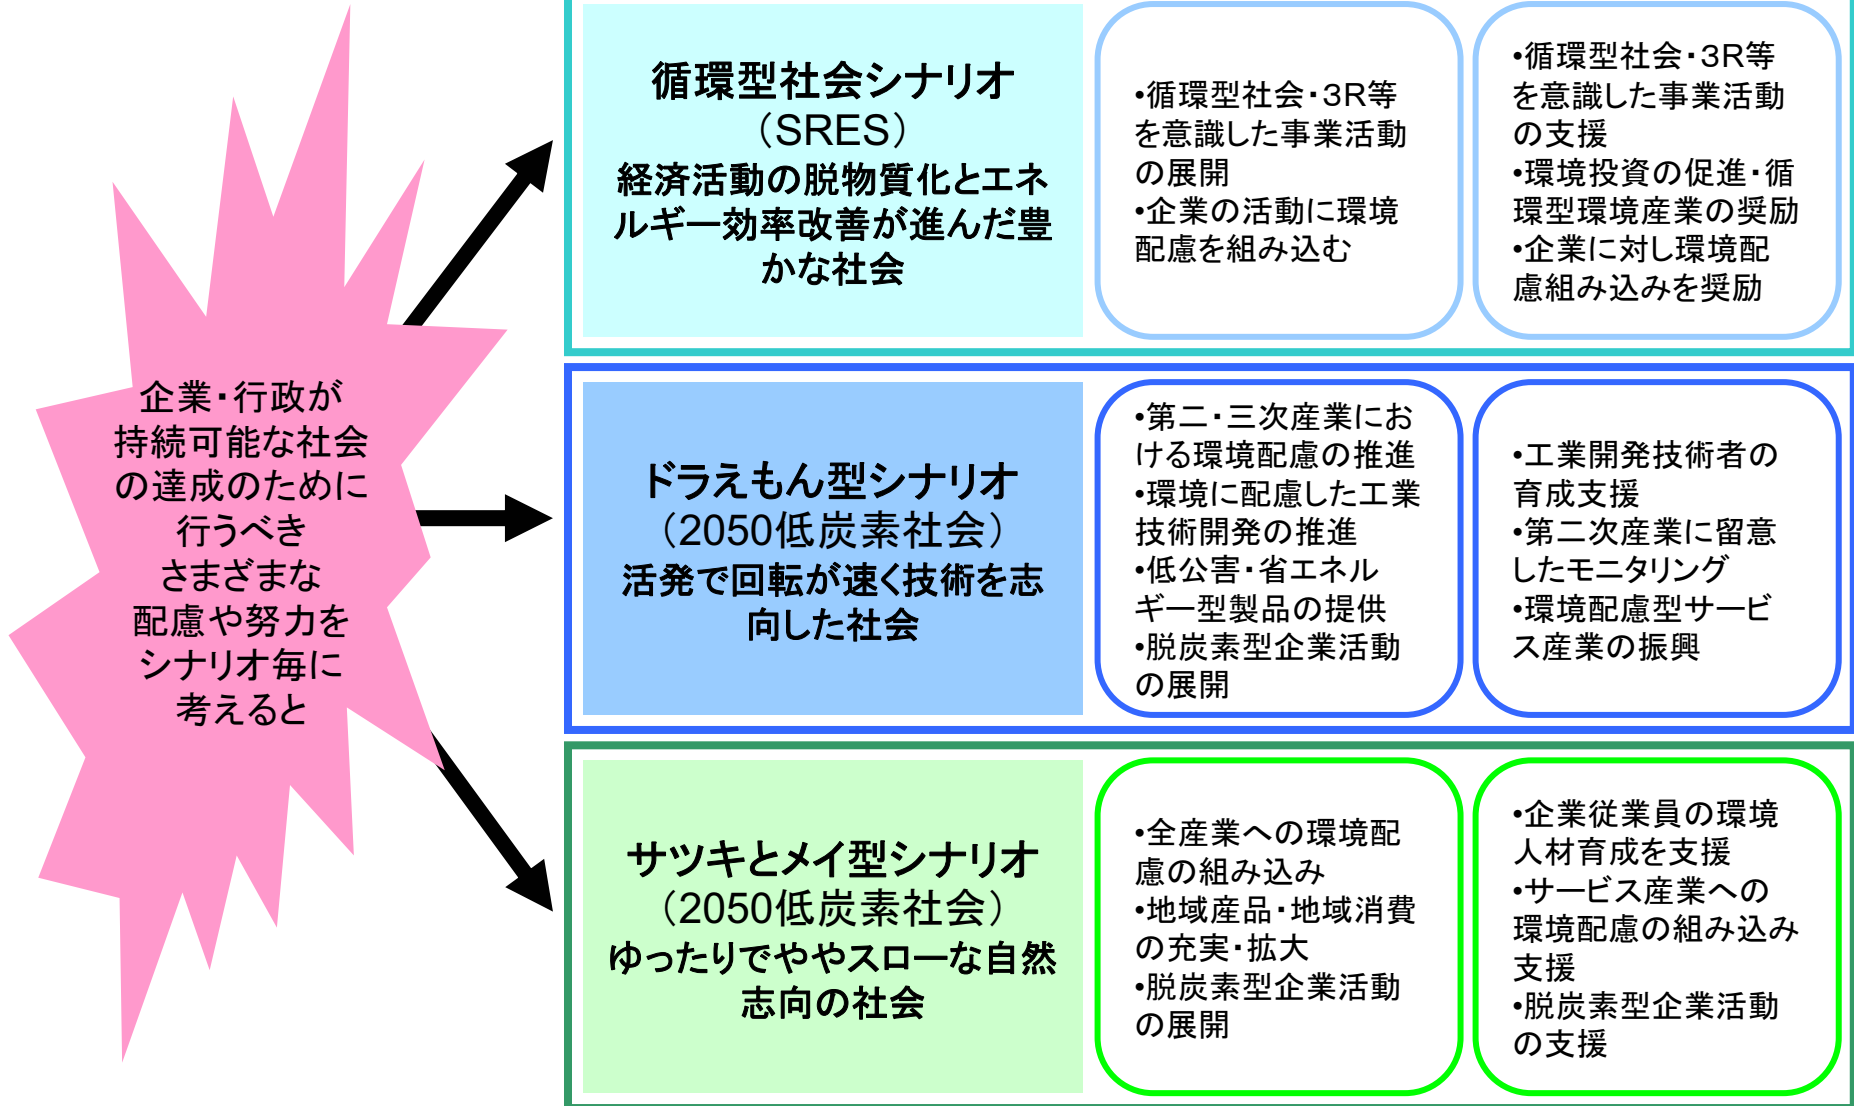 企業・行政が
持続可能な社会
の達成のために
行うべき
さまざまな
配慮や努力を
シナリオ毎に
考えると
循環型社会シナリオ
（SRES）
経済活動の脱物質化とエネ
ルギー効率改善が進んだ豊
かな社会
•循環型社会・3R等
を意識した事業活動
の展開
•企業の活動に環境
配慮を組み込む
•循環型社会・3R等
を意識した事業活動
の支援
•環境投資の促進・循
環型環境産業の奨励
•企業に対し環境配
慮組み込みを奨励
ドラえもん型シナリオ
（2050低炭素社会）
活発で回転が速く技術を志
向した社会
•第二・三次産業にお
ける環境配慮の推進
•環境に配慮した工業
技術開発の推進
•低公害・省エネル
ギー型製品の提供
•脱炭素型企業活動
の展開
•工業開発技術者の
育成支援
•第二次産業に留意
したモニタリング
•環境配慮型サービ
ス産業の振興
サツキとメイ型シナリオ
（2050低炭素社会）
ゆったりでややスローな自然
志向の社会
•全産業への環境配
慮の組み込み
•地域産品・地域消費
の充実・拡大
•脱炭素型企業活動
の展開
•企業従業員の環境
人材育成を支援
•サービス産業への
環境配慮の組み込み
支援
•脱炭素型企業活動
の支援